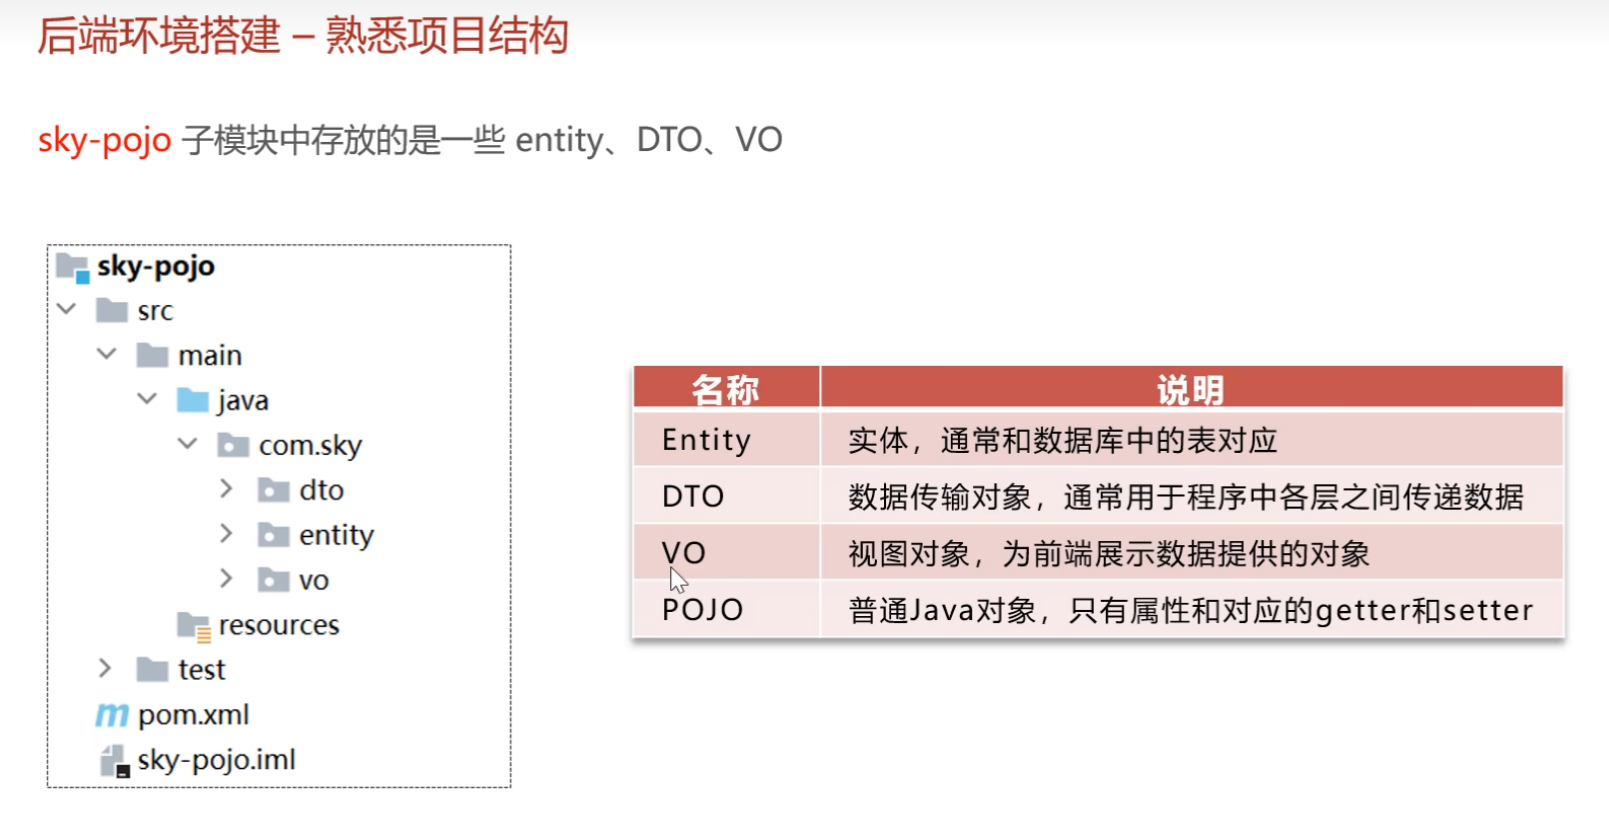 后端环境搭建 – 熟悉项目结构
sky-pojo 子模块中存放的是一些 entity、DTO、VO
sky-pojo
src
main
java
com.sky
dto
entity
vo
resources
test
pom.xml
sky-pojo.iml
名称 说明
Entity 实体，通常和数据库中的表对应
DTO 数据传输对象，通常用于程序中各层之间传递数据
VO 视图对象，为前端展示数据提供的对象
POJO 普通Java对象，只有属性和对应的getter和setter